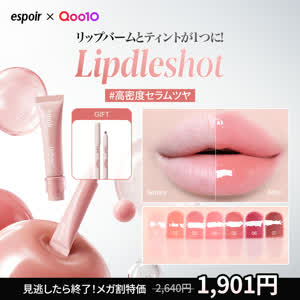 espoir × Qoo10
リップバームとティントが1つに!
Lipdleshot
#高密度セラムツヤ
GIFT
見逃したら終了!メガ割特価 2,640円 1,901円